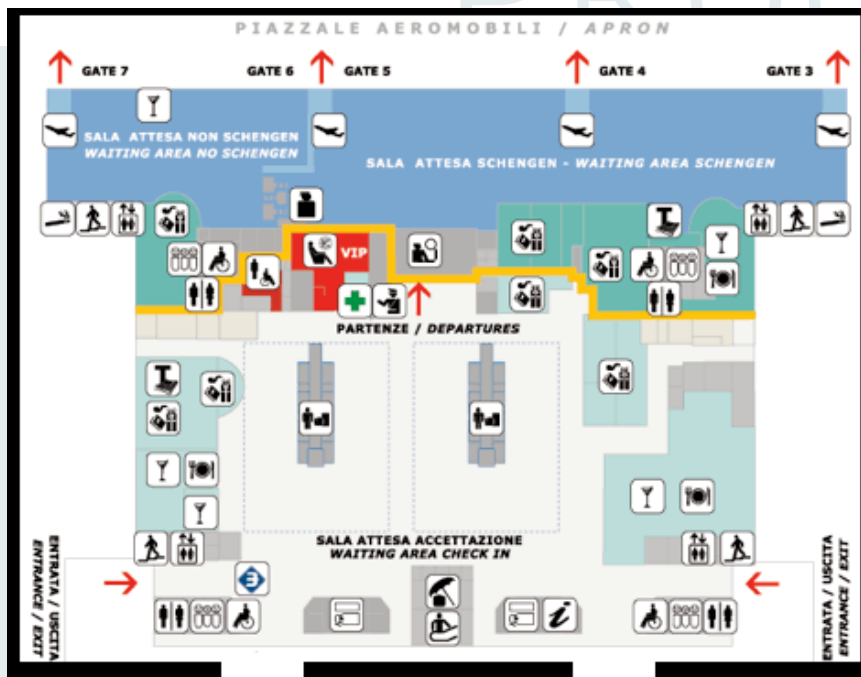 PIAZZALE AEROMOBILI / APRON
GATE 7
GATE 6
GATE 5
GATE 4
GATE 3
SALA ATTESA NON SCHENGEN
WAITING AREA NO SCHENGEN
SALA ATTESA SCHENGEN - WAITING AREA SCHENGEN
VIP
PARTENZE / DEPARTURES
SALA ATTESA ACCETTAZIONE
WAITING AREA CHECK IN
ENTRATA / USCITA
ENTRANCE / EXIT
ENTRATA / USCITA
ENTRANCE / EXIT
i